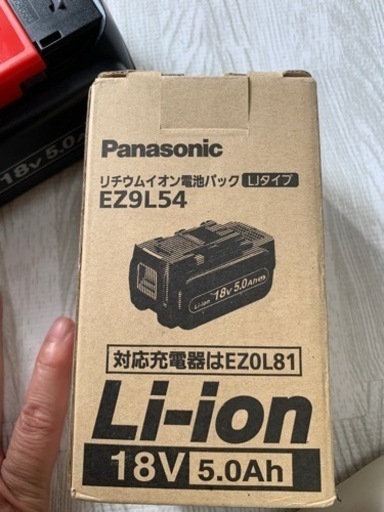 18V 5.0
Panasonic
リチウムイオン電池パック LJタイプ
EZ9L54
Li-ion 18V 5.0Ah
対応充電器はEZ0L81
Li-ion
18V 5.0Ah